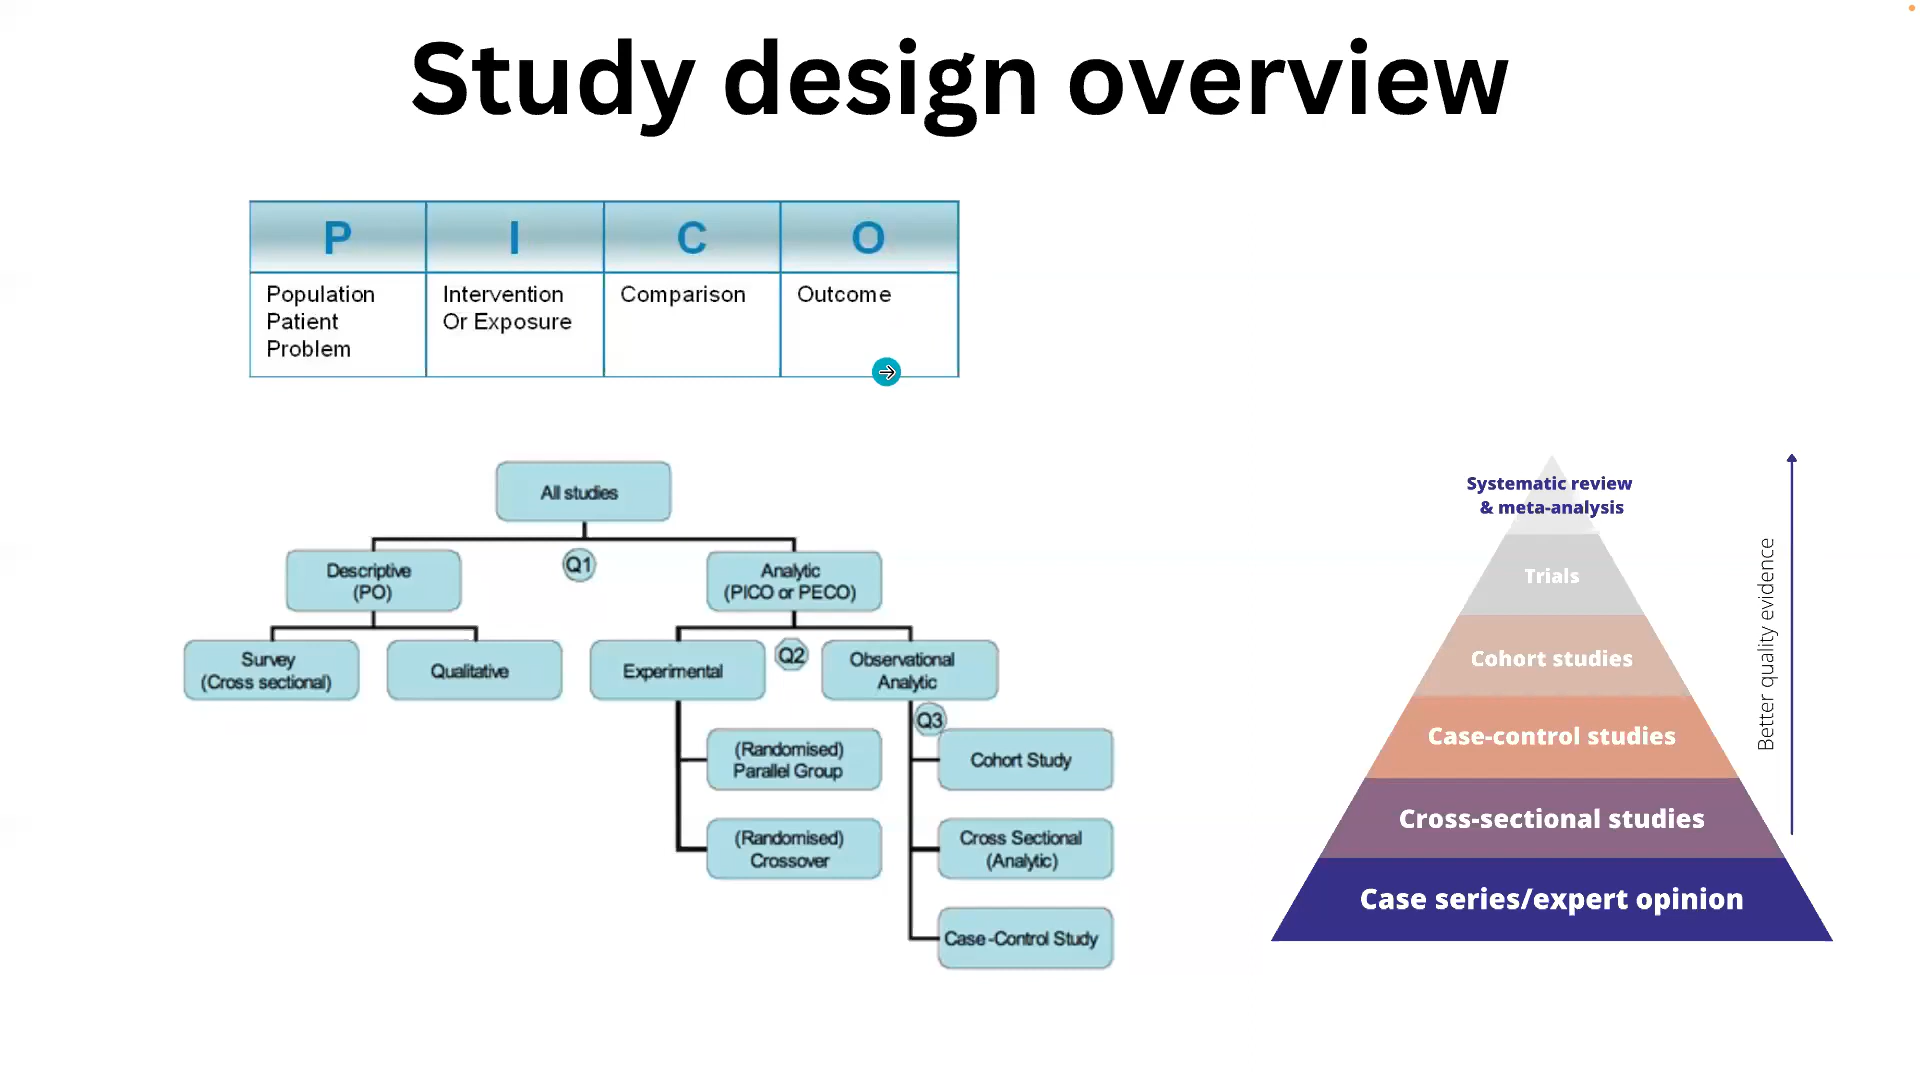 Study design overview
P I C O
Population
Patient
Problem
Intervention
Or Exposure
Comparison
Outcome
All studies
Q1
Descriptive
(PO)
Analytic
(PICO or PECO)
Survey
(Cross sectional)
Qualitative
Experimental
Q2
Observational
Analytic
Q3
(Randomised)
Parallel Group
Cohort Study
(Randomised)
Crossover
Cross Sectional
(Analytic)
Case-Control Study
Systematic review
& meta-analysis
Trials
Cohort studies
Case-control studies
Cross-sectional studies
Case series/expert opinion
Better quality evidence